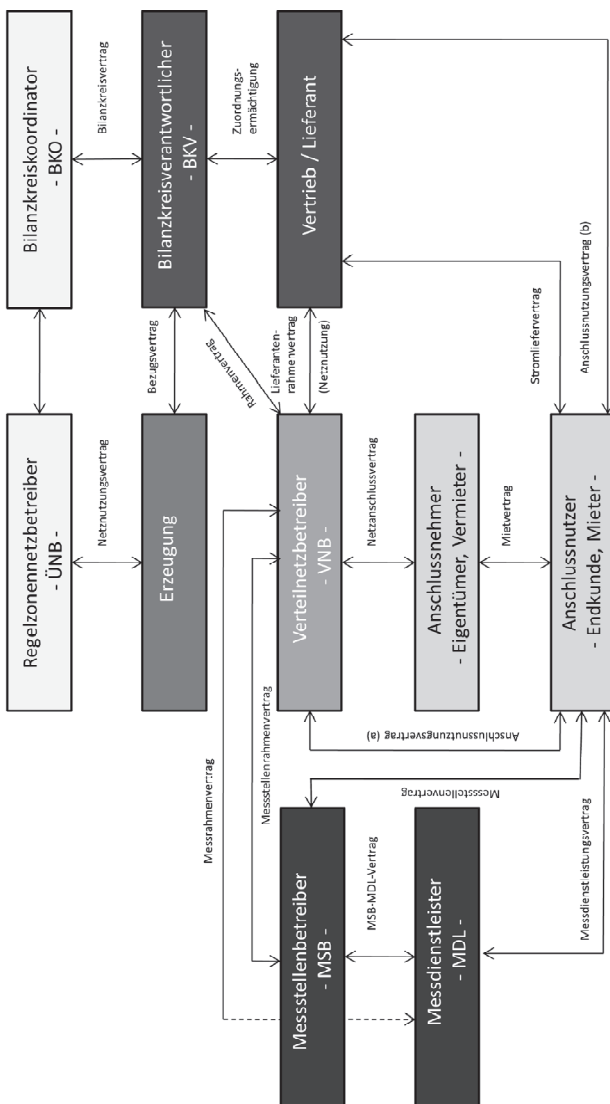 Regelzonennetzbetreiber
- ÜNB -
Bilanzkreiskoordinator
- BKO -
Netznutzungsvertrag
Bilanzkreisvertrag
Erzeugung
Bezugsvertrag
Bilanzkreisverantwortlicher
- BKV -
Messrahmenvertrag
Rahmenvertrag
Zuordnungs-
ermächtigung
Messstellenrahmenvertrag
Messstellenbetreiber
- MSB -
Verteilnetzbetreiber
- VNB -
Lieferanten-
rahmenvertrag
(Netznutzung)
Vertrieb / Lieferant
MSB-MDL-Vertrag
Anschlussnutzungsvertrag (a)
Netzanschlussvertrag
Messdienstleister
- MDL -
Messstellenvertrag
Anschlussnehmer
- Eigentümer, Vermieter -
Mietvertrag
Stromliefervertrag
Messdienstleistungsvertrag
Anschlussnutzer
- Endkunde, Mieter -
Anschlussnutzungsvertrag (b)